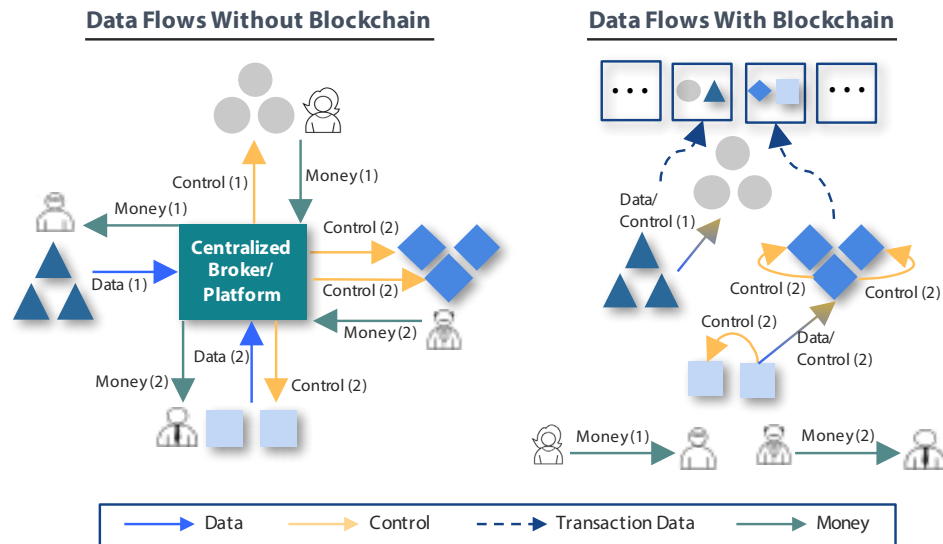 Data Flows Without Blockchain
Data Flows With Blockchain
• • •
• • •
Control (1)
Money (1)
Money (1)
Data (1)
Centralized
Broker/
Platform
Control (2)
Control (2)
Money (2)
Money (2)
Data (2)
Control (2)
Data/
Control (1)
Control (2)
Control (2)
Control (2)
Data/
Control (2)
Money (1)
Money (2)
Data
Control
Transaction Data
Money